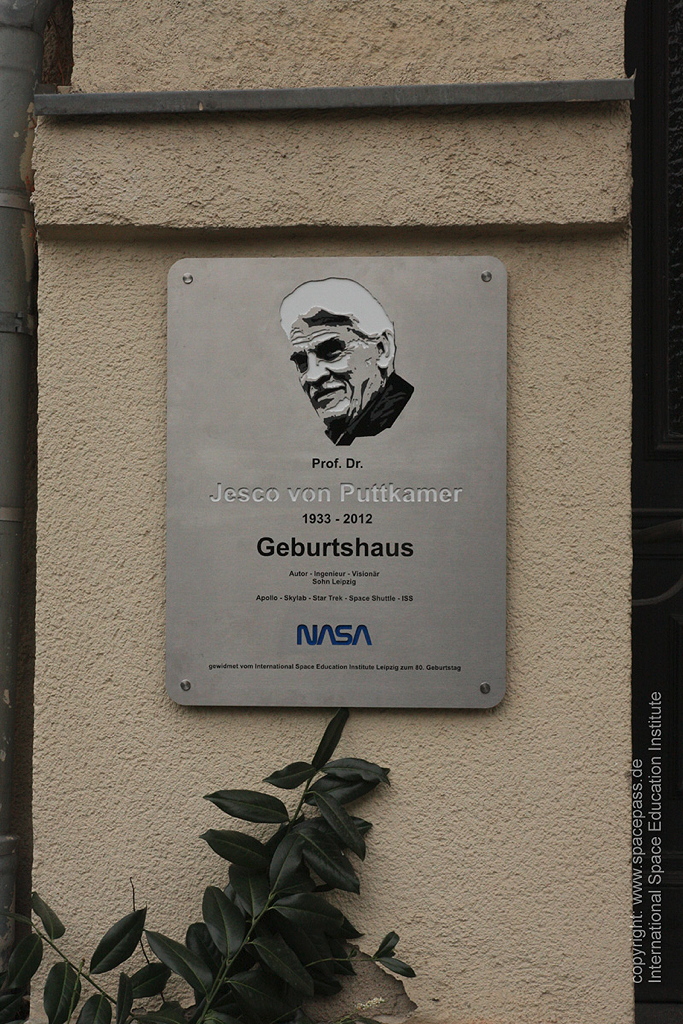 Prof. Dr.
Jesco von Puttkamer
1933 - 2012
Geburtshaus
Autor - Ingenieur - Visionär
Sohn Leipzig
Apollo - Skylab - Star Trek - Space Shuttle - ISS
NASA
gewidmet vom International Space Education Institute Leipzig zum 80. Geburtstag
copyright: www.spacepass.de
International Space Education Institute